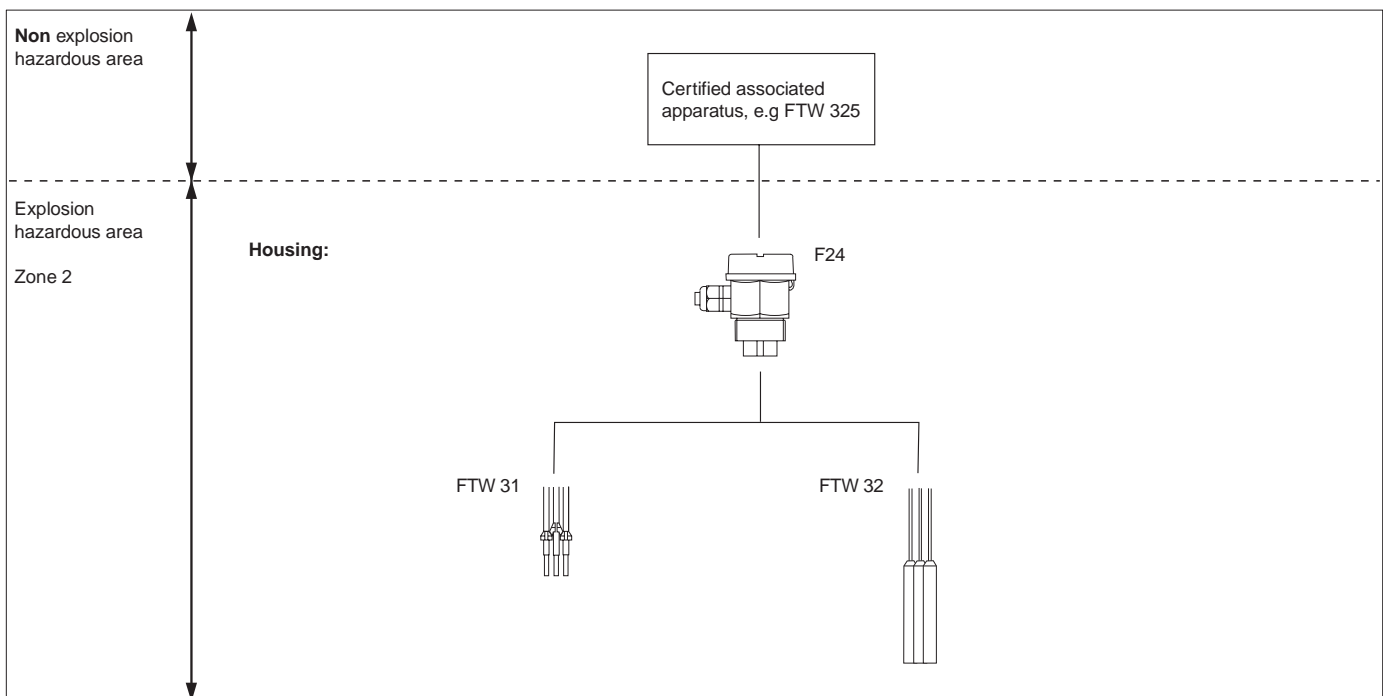 Non explosion
hazardous area
Certified associated
apparatus, e.g FTW 325
Explosion
hazardous area
Zone 2
Housing:
F24
FTW 31
FTW 32